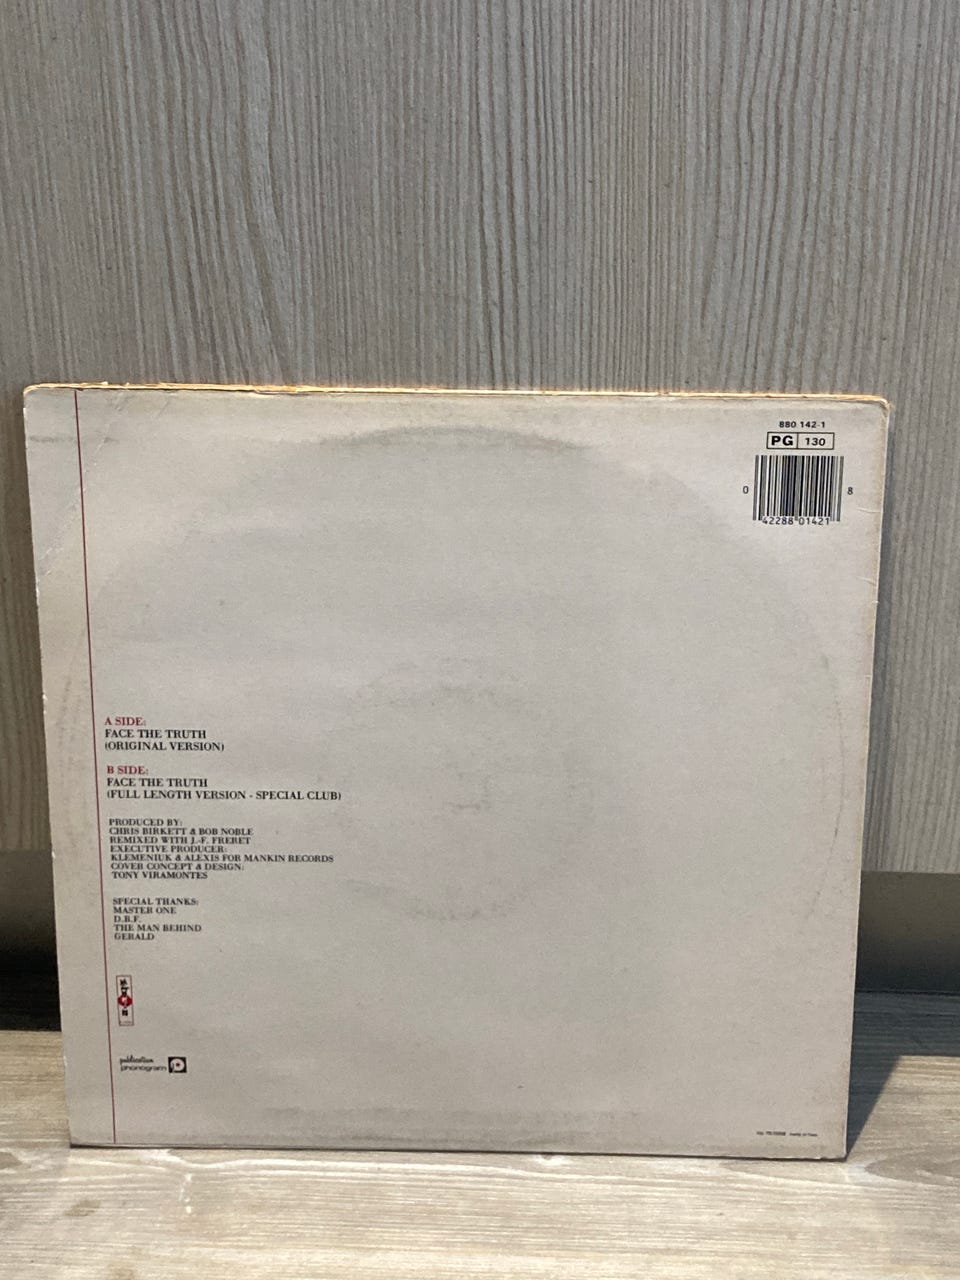 880 142-1
PG 130
0 42288 01421 8
A SIDE:
FACE THE TRUTH
(ORIGINAL VERSION)
B SIDE:
FACE THE TRUTH
(FULL LENGTH VERSION - SPECIAL CLUB)
PRODUCED BY:
CHRIS BIRKETT & BOB NOBLE
REMIXED WITH J.-F. FRERET
EXECUTIVE PRODUCER:
KLEMENIUK & ALEXIS FOR MANKIN RECORDS
COVER CONCEPT & DESIGN:
TONY VIRAMONTES
SPECIAL THANKS:
MASTER ONE
D.B.F.
THE MAN BEHIND
GERALD
publication
phonogram